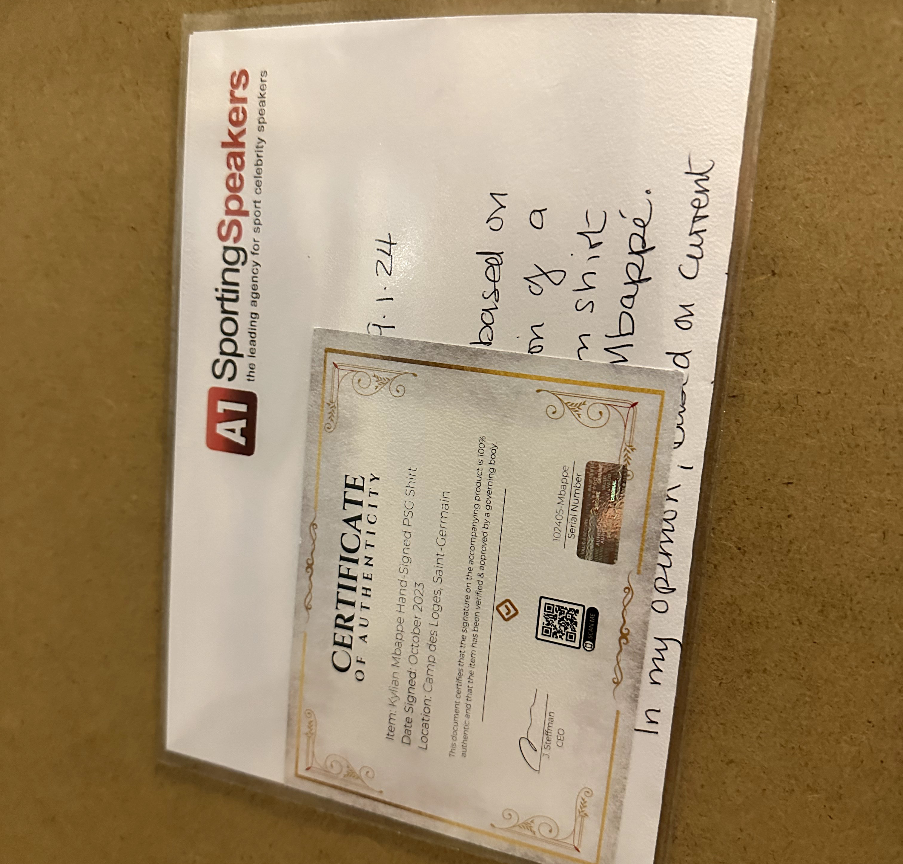 A1 SportingSpeakers
the leading agency for sport celebrity speakers
9.1.24
based on
on of a
n shirt
Mbappé.
In my opinion, based on current
CERTIFICATE
OF AUTHENTICITY
Item: Kylian Mbappe Hand-Signed PSG Shirt
Date Signed: October 2023
Location: Camp des Loges, Saint-Germain
This document certifies that the signature on the accompanying product is 100%
authentic and that the item has been verified & approved by a governing body.
J. Steffman
CEO
102405-Mbappe
Serial Number